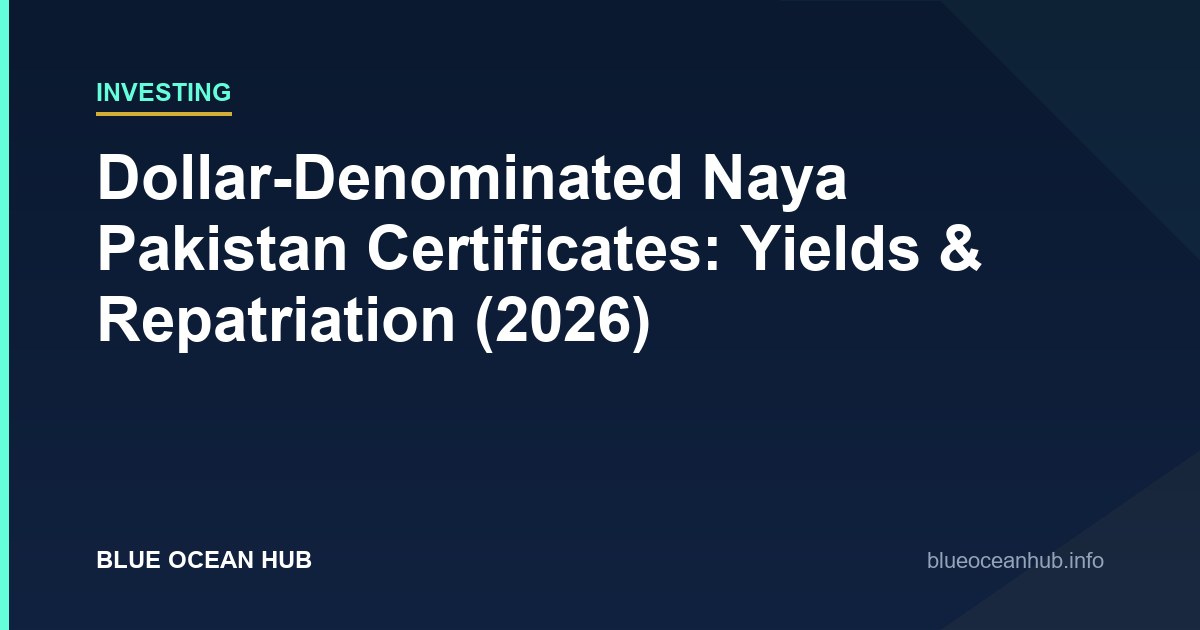 INVESTING
Dollar-Denominated Naya
Pakistan Certificates: Yields &
Repatriation (2026)
BLUE OCEAN HUB
blueoceanhub.info